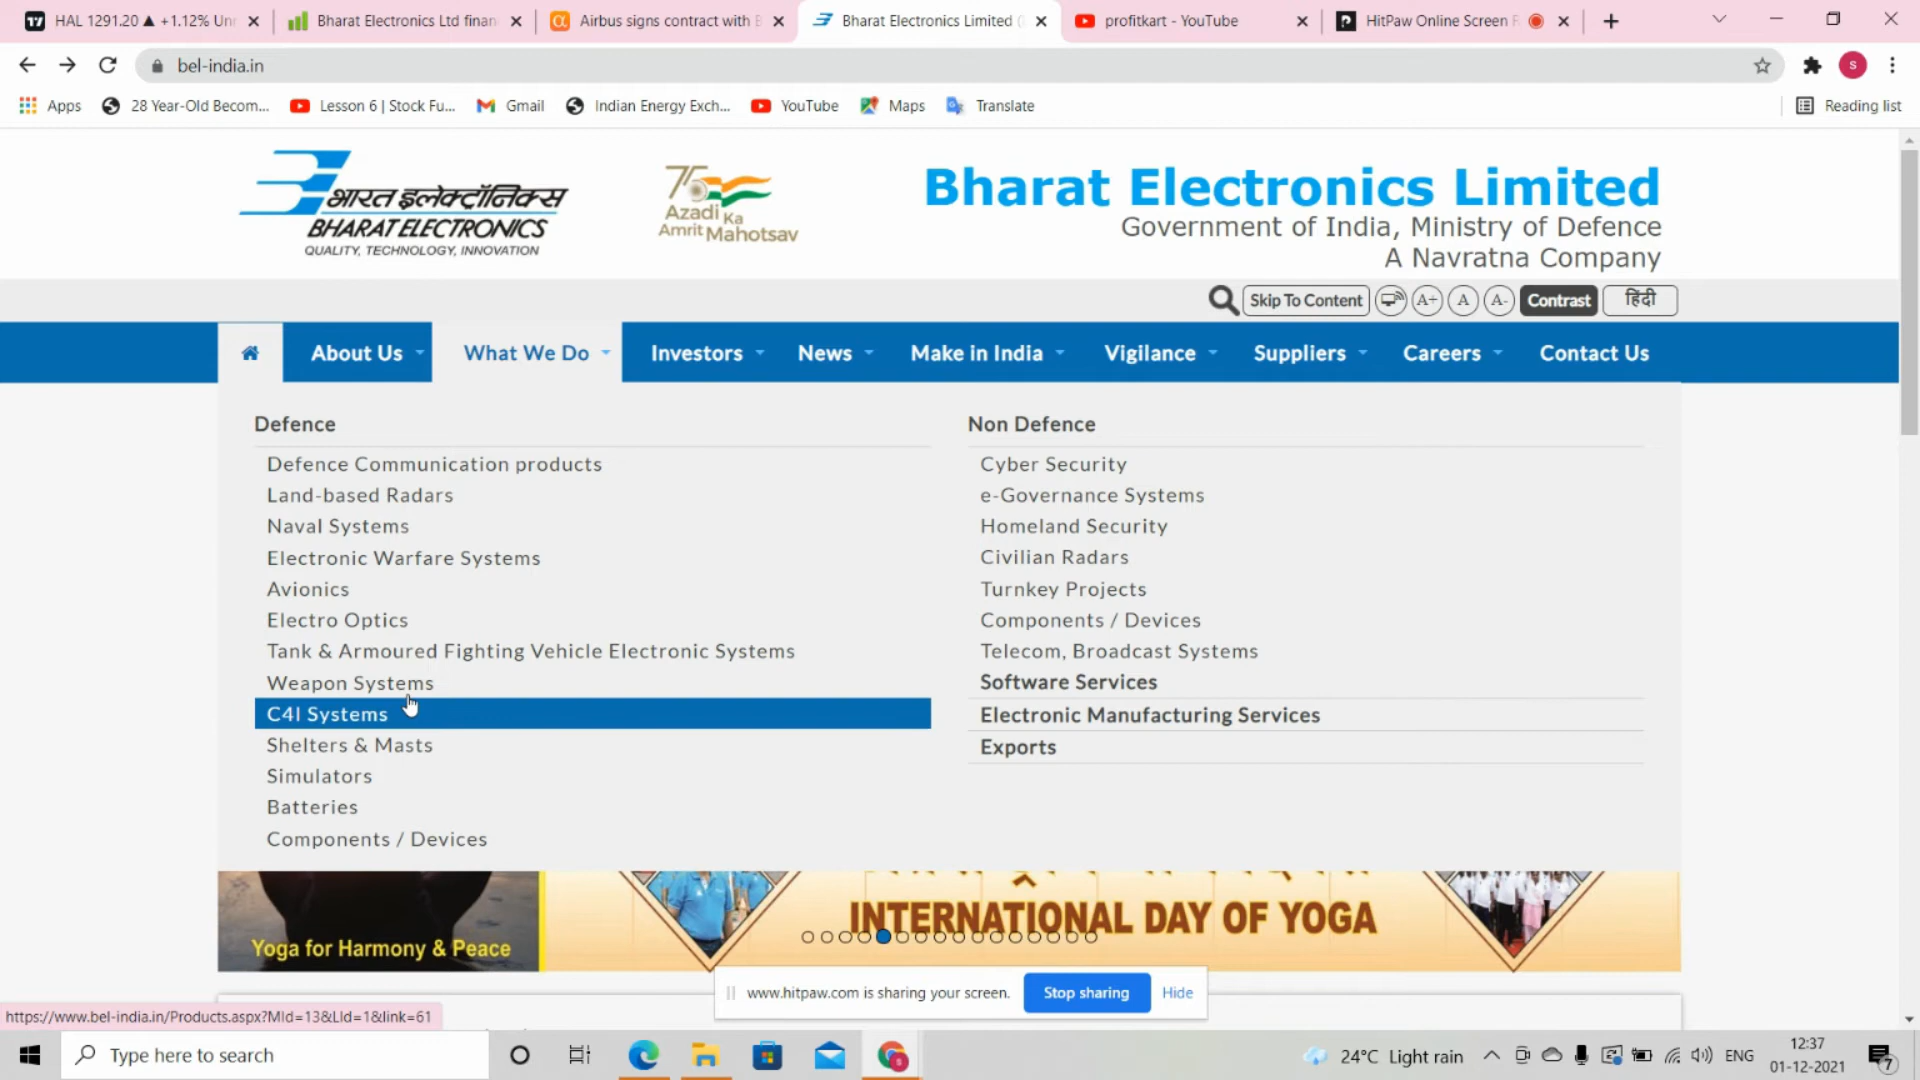 HAL 1291.20 ▲ +1.12% Unr
Bharat Electronics Ltd finan
Airbus signs contract with B
Bharat Electronics Limited (
profitkart - YouTube
HitPaw Online Screen R
bel-india.in
S
Apps
28 Year-Old Becom...
Lesson 6 | Stock Fu...
Gmail
Indian Energy Exch...
YouTube
Maps
Translate
Reading list
भारत इलेक्ट्रॉनिक्स
BHARAT ELECTRONICS
QUALITY, TECHNOLOGY, INNOVATION
75
Azadi Ka
Amrit Mahotsav
Bharat Electronics Limited
Government of India, Ministry of Defence
A Navratna Company
Skip To Content
A+
A
A-
Contrast
हिंदी
About Us
What We Do
Investors
News
Make in India
Vigilance
Suppliers
Careers
Contact Us
Defence
Defence Communication products
Land-based Radars
Naval Systems
Electronic Warfare Systems
Avionics
Electro Optics
Tank & Armoured Fighting Vehicle Electronic Systems
Weapon Systems
C4I Systems
Shelters & Masts
Simulators
Batteries
Components / Devices
Non Defence
Cyber Security
e-Governance Systems
Homeland Security
Civilian Radars
Turnkey Projects
Components / Devices
Telecom, Broadcast Systems
Software Services
Electronic Manufacturing Services
Exports
Yoga for Harmony & Peace
INTERNATIONAL DAY OF YOGA
www.hitpaw.com is sharing your screen.
Stop sharing
Hide
https://www.bel-india.in/Products.aspx?MId=13&LId=1&link=61
Type here to search
24°C Light rain
ENG
12:37
01-12-2021
7